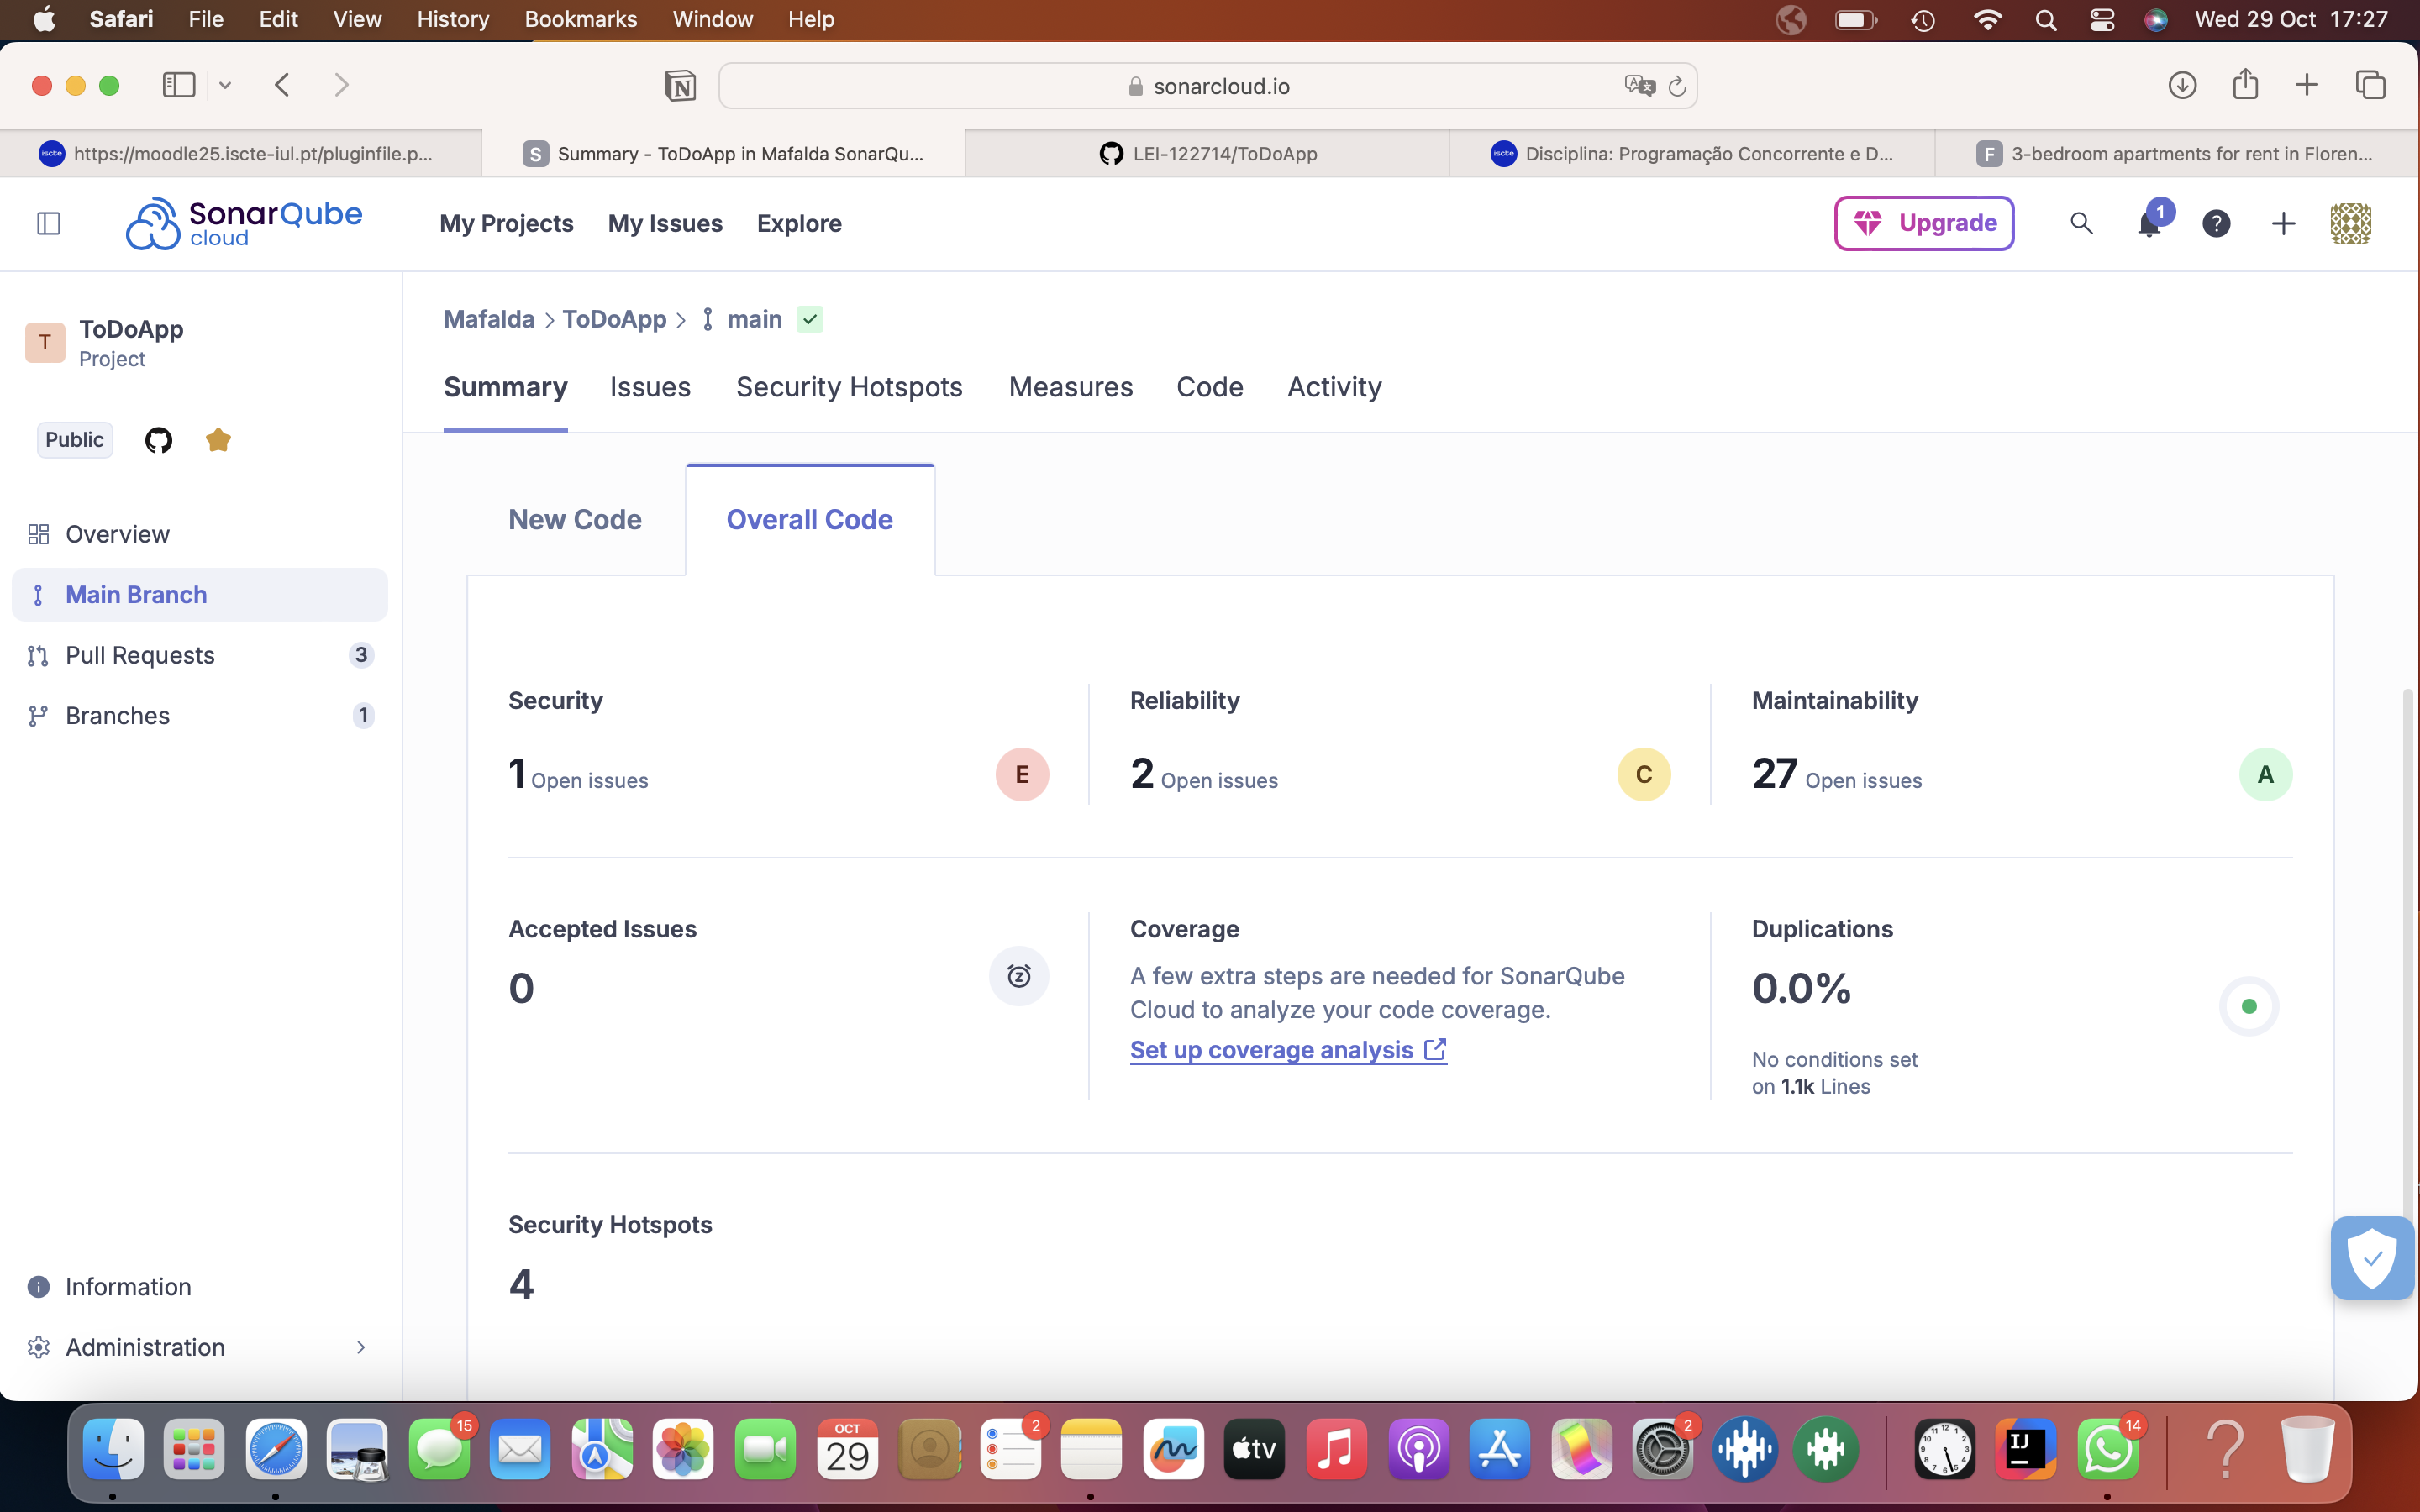 Safari File Edit View History Bookmarks Window Help Wed 29 Oct 17:27
sonarcloud.io
https://moodle25.iscte-iul.pt/pluginfile.p...
Summary - ToDoApp in Mafalda SonarQu...
LEI-122714/ToDoApp
Disciplina: Programação Concorrente e D...
3-bedroom apartments for rent in Floren...
SonarQube
cloud
My Projects My Issues Explore
Upgrade
1
?
T
ToDoApp
Project
Public
Overview
Main Branch
Pull Requests 3
Branches 1
Information
Administration
Mafalda > ToDoApp > main
Summary Issues Security Hotspots Measures Code Activity
New Code Overall Code
Security
1 Open issues E
Reliability
2 Open issues C
Maintainability
27 Open issues A
Accepted Issues
0
Coverage
A few extra steps are needed for SonarQube
Cloud to analyze your code coverage.
Set up coverage analysis
Duplications
0.0%
No conditions set
on 1.1k Lines
Security Hotspots
4
15
OCT
29
2
tv
2
IJ
14
?